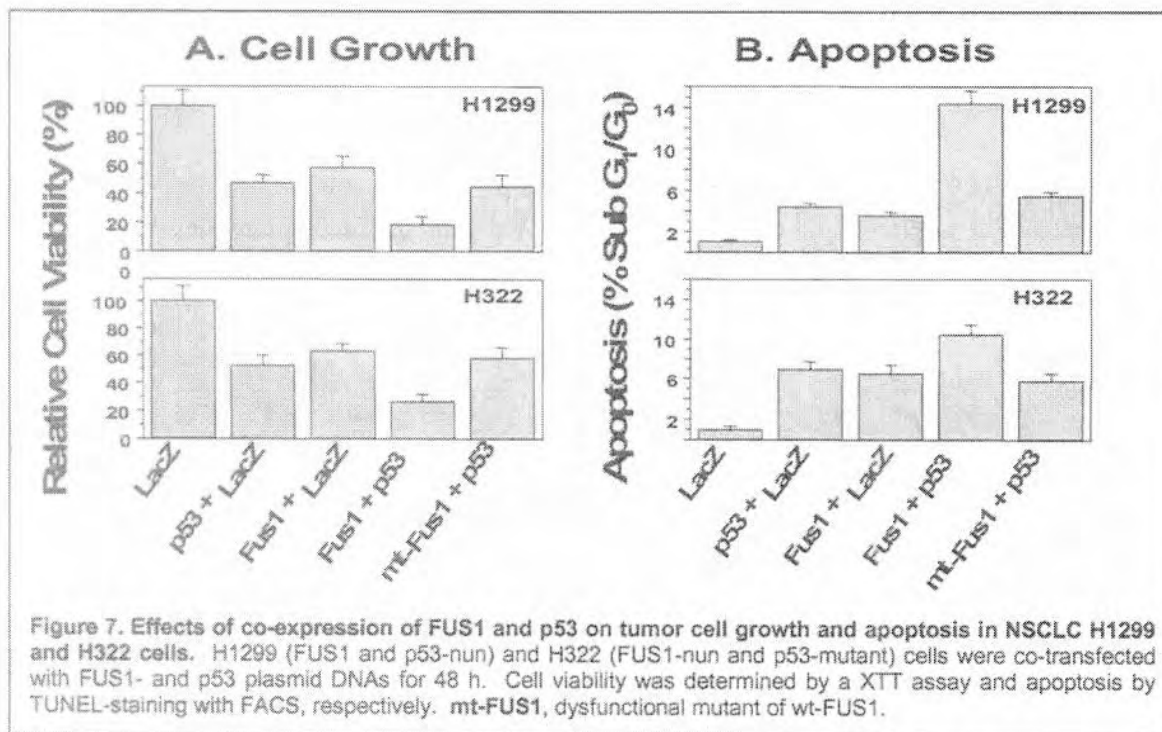 A. Cell Growth
B. Apoptosis
Relative Cell Viability (%)
100
80
60
40
20
0
H1299
0
100
80
60
40
20
0
H322
LacZ
p53 + LacZ
Fus1 + LacZ
Fus1 + p53
mt-Fus1 + p53
Apoptosis (% Sub G1/G0)
14
10
6
2
H1299
14
10
6
2
H322
LacZ
p53 + LacZ
Fus1 + LacZ
Fus1 + p53
mt-Fus1 + p53
Figure 7. Effects of co-expression of FUS1 and p53 on tumor cell growth and apoptosis in NSCLC H1299
and H322 cells. H1299 (FUS1 and p53-nun) and H322 (FUS1-nun and p53-mutant) cells were co-transfected
with FUS1- and p53 plasmid DNAs for 48 h. Cell viability was determined by a XTT assay and apoptosis by
TUNEL-staining with FACS, respectively. mt-FUS1, dysfunctional mutant of wt-FUS1.